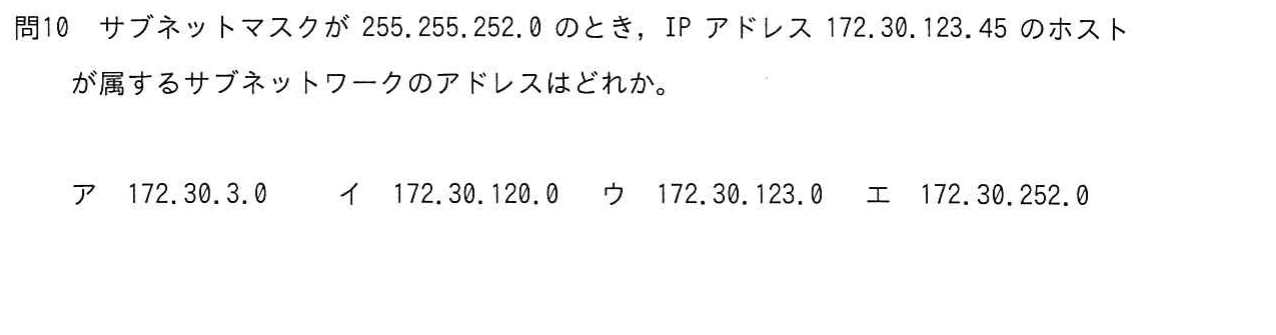 問10　サブネットマスクが 255.255.252.0 のとき，IP アドレス 172.30.123.45 のホスト
が属するサブネットワークのアドレスはどれか。
ア　172.30.3.0　　イ　172.30.120.0　ウ　172.30.123.0　エ　172.30.252.0